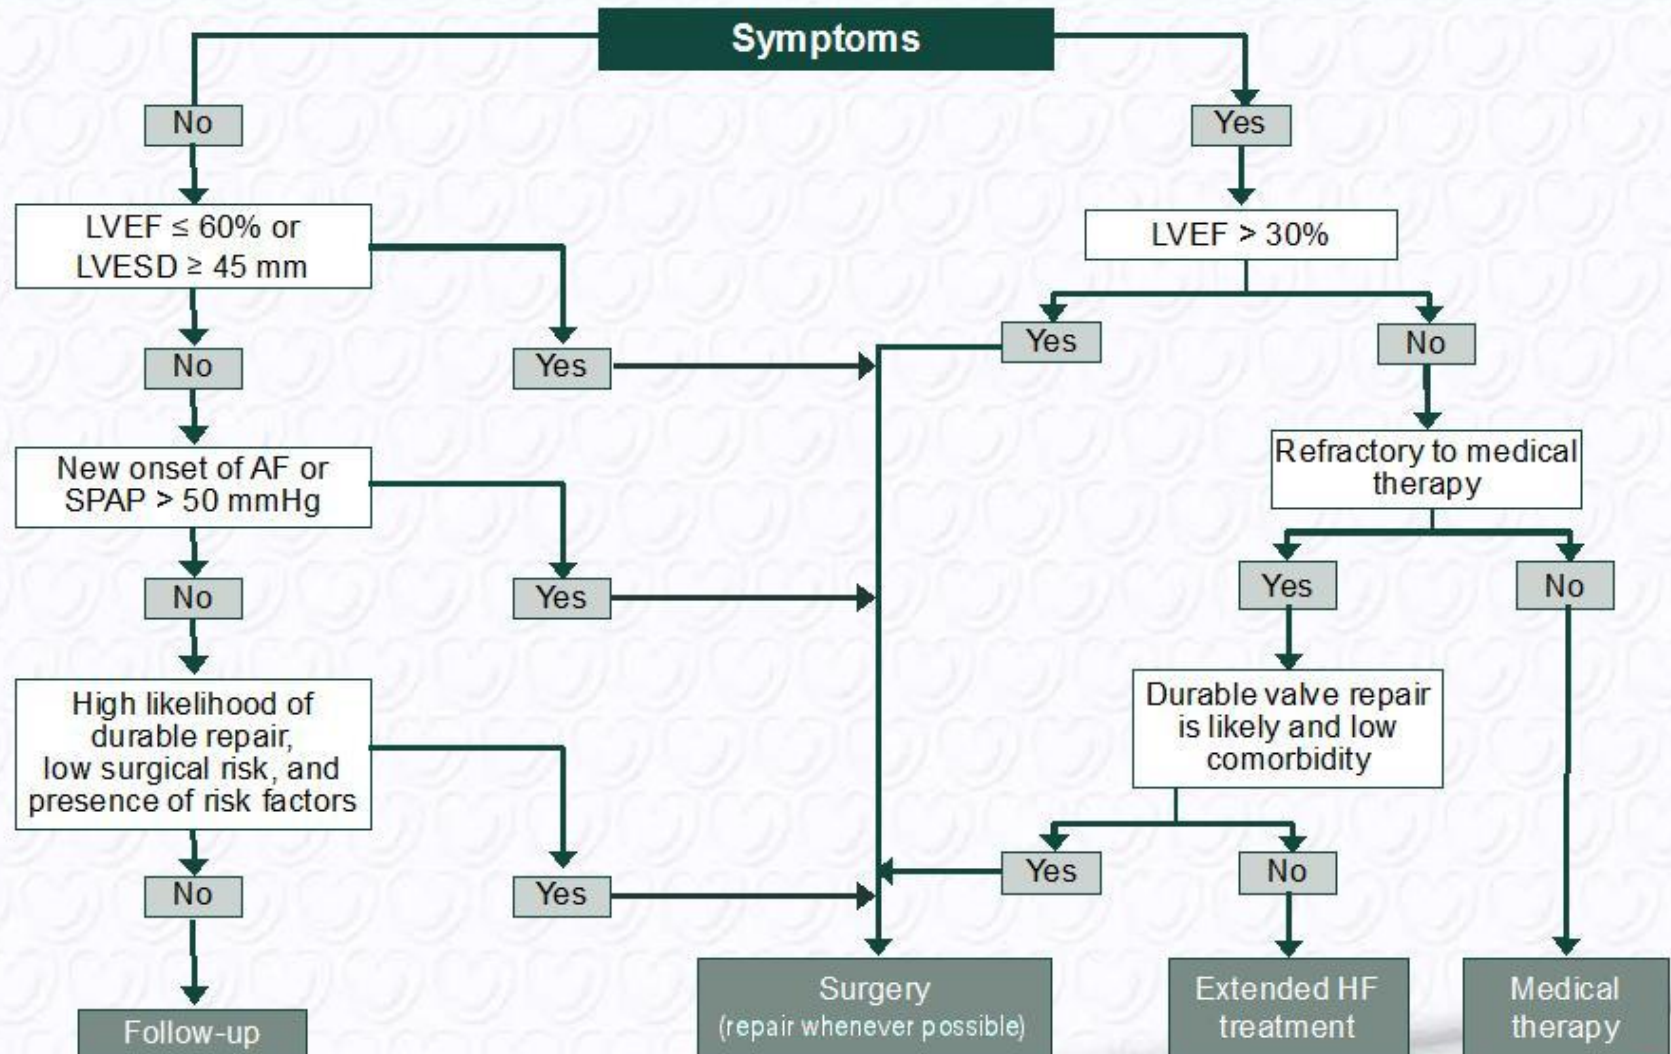 Symptoms
No
Yes
LVEF ≤ 60% or
LVESD ≥ 45 mm
LVEF > 30%
No
Yes
Yes
No
New onset of AF or
SPAP > 50 mmHg
Refractory to medical
therapy
No
Yes
Yes
No
High likelihood of
durable repair,
low surgical risk, and
presence of risk factors
Durable valve repair
is likely and low
comorbidity
No
Yes
Yes
No
Follow-up
Surgery
(repair whenever possible)
Extended HF
treatment
Medical
therapy